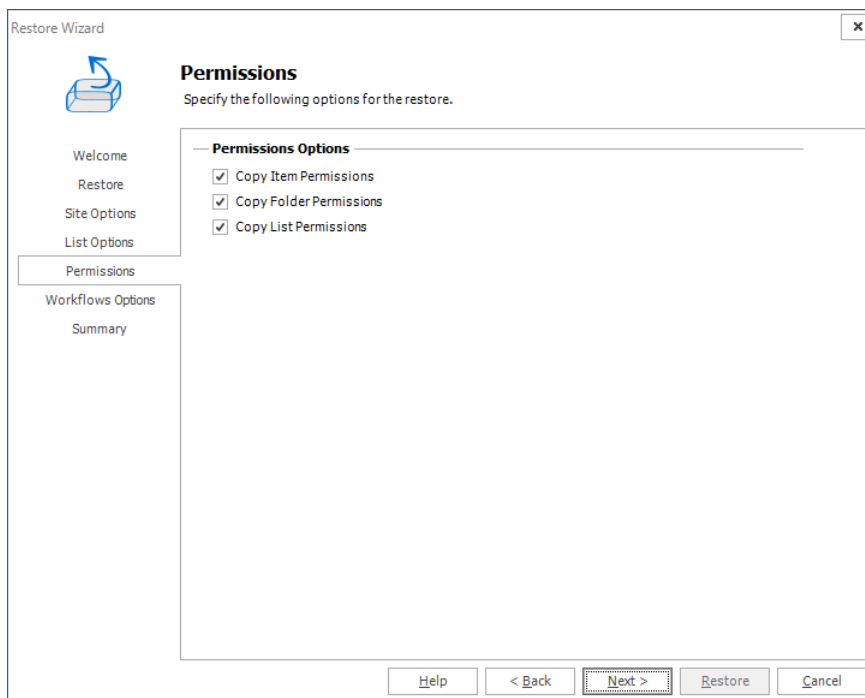 Restore Wizard
Permissions
Specify the following options for the restore.
Welcome
Restore
Site Options
List Options
Permissions
Workflows Options
Summary
Permissions Options
Copy Item Permissions
Copy Folder Permissions
Copy List Permissions
Help
< Back
Next >
Restore
Cancel